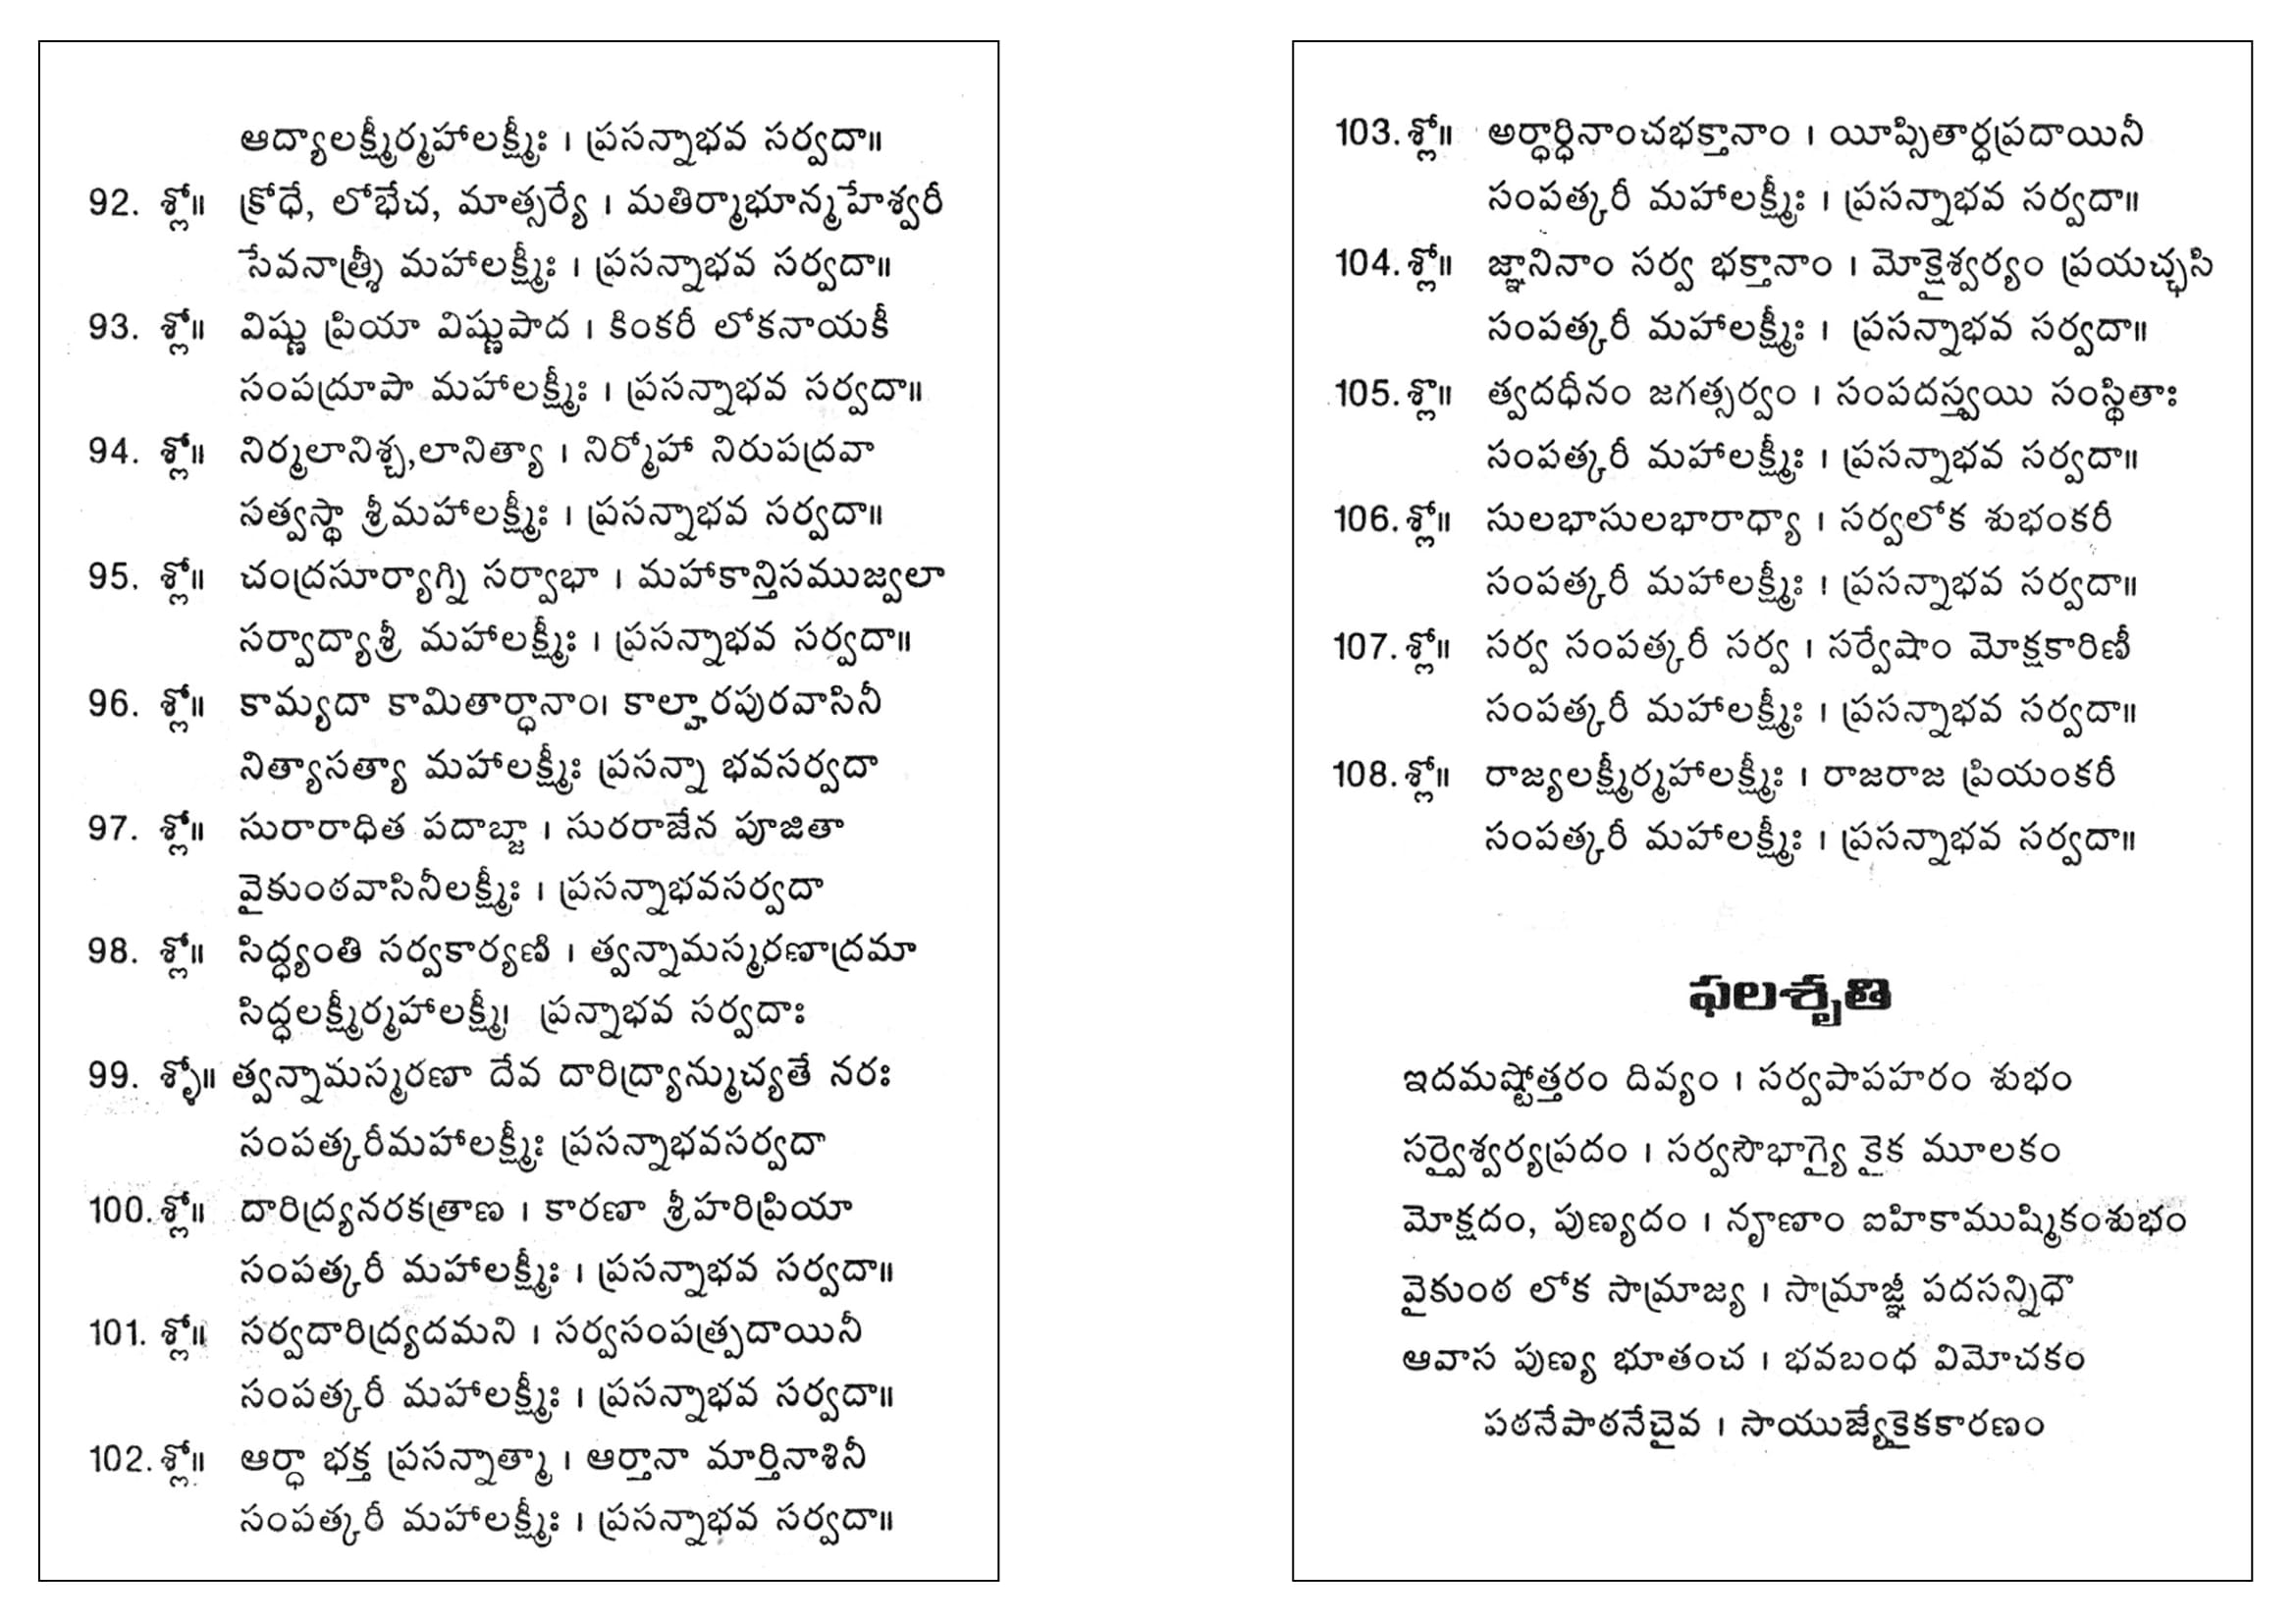 ఆద్యాలక్ష్మీర్మహాలక్ష్మీః । ప్రసన్నాభవ సర్వదా॥
92. శ్లో॥ క్రోధే, లోభేచ, మాత్సర్యే । మతిర్మాభూన్మహేశ్వరీ
సేవనాత్శ్రీ మహాలక్ష్మీః । ప్రసన్నాభవ సర్వదా॥
93. శ్లో॥ విష్ణు ప్రియా విష్ణుపాద । కింకరీ లోకనాయకీ
సంపద్రూపా మహాలక్ష్మీః । ప్రసన్నాభవ సర్వదా॥
94. శ్లో॥ నిర్మలానిశ్చ,లానిత్యా । నిర్మోహా నిరుపద్రవా
సత్వస్థా శ్రీమహాలక్ష్మీః । ప్రసన్నాభవ సర్వదా॥
95. శ్లో॥ చంద్రసూర్యాగ్ని సర్వాభా । మహాకాన్తిసముజ్వలా
సర్వాద్యాశ్రీ మహాలక్ష్మీః । ప్రసన్నాభవ సర్వదా॥
96. శ్లో॥ కామ్యదా కామితార్ధానాం। కాల్హారపురవాసినీ
నిత్యాసత్యా మహాలక్ష్మీః ప్రసన్నా భవసర్వదా
97. శ్లో॥ సురారాధిత పదాబ్జా । సురరాజేన పూజితా
వైకుంఠవాసినీలక్ష్మీః । ప్రసన్నాభవసర్వదా
98. శ్లో॥ సిద్ధ్యంతి సర్వకార్యణి । త్వన్నామస్మరణాద్రమా
సిద్ధలక్ష్మీర్మహాలక్ష్మీ। ప్రన్నాభవ సర్వదాః
99. శ్ళో॥ త్వన్నామస్మరణా దేవ దారిద్ర్యాన్ముచ్యతే నరః
సంపత్కరీమహాలక్ష్మీః ప్రసన్నాభవసర్వదా
100. శ్లో॥ దారిద్ర్యనరకత్రాణ । కారణా శ్రీహరిప్రియా
సంపత్కరీ మహాలక్ష్మీః । ప్రసన్నాభవ సర్వదా॥
101. శ్లో॥ సర్వదారిద్ర్యదమని । సర్వసంపత్ప్రదాయినీ
సంపత్కరీ మహాలక్ష్మీః । ప్రసన్నాభవ సర్వదా॥
102. శ్లో॥ ఆర్ధా భక్త ప్రసన్నాత్మా । ఆర్తానా మార్తినాశినీ
సంపత్కరీ మహాలక్ష్మీః । ప్రసన్నాభవ సర్వదా॥
103. శ్లో॥ అర్ధార్ధినాంచభక్తానాం । యీప్సితార్ధప్రదాయినీ
సంపత్కరీ మహాలక్ష్మీః । ప్రసన్నాభవ సర్వదా॥
104. శ్లో॥ జ్ఞానినాం సర్వ భక్తానాం । మోక్షైశ్వర్యం ప్రయచ్ఛసి
సంపత్కరీ మహాలక్ష్మీః । ప్రసన్నాభవ సర్వదా॥
105. శ్లొ॥ త్వదధీనం జగత్సర్వం । సంపదస్త్వయి సంస్థితాః
సంపత్కరీ మహాలక్ష్మీః । ప్రసన్నాభవ సర్వదా॥
106. శ్లో॥ సులభాసులభారాధ్యా । సర్వలోక శుభంకరీ
సంపత్కరీ మహాలక్ష్మీః । ప్రసన్నాభవ సర్వదా॥
107. శ్లో॥ సర్వ సంపత్కరీ సర్వ । సర్వేషాం మోక్షకారిణీ
సంపత్కరీ మహాలక్ష్మీః । ప్రసన్నాభవ సర్వదా॥
108. శ్లో॥ రాజ్యలక్ష్మీర్మహాలక్ష్మీః । రాజరాజ ప్రియంకరీ
సంపత్కరీ మహాలక్ష్మీః । ప్రసన్నాభవ సర్వదా॥
ఫలశృతి
ఇదమష్టోత్తరం దివ్యం । సర్వపాపహరం శుభం
సర్వైశ్వర్యప్రదం । సర్వసౌభాగ్యై కైక మూలకం
మోక్షదం, పుణ్యదం । నౄణాం ఐహికాముష్మికంశుభం
వైకుంఠ లోక సామ్రాజ్య । సామ్రాజ్ఞీ పదసన్నిధౌ
ఆవాస పుణ్య భూతంచ । భవబంధ విమోచకం
పఠనేపాఠనేచైవ । సాయుజ్యేకైకకారణం